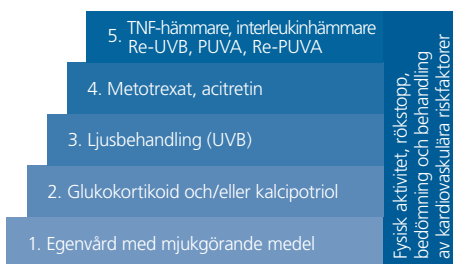 5. TNF-hämmare, interleukinhämmare
Re-UVB, PUVA, Re-PUVA
4. Metotrexat, acitretin
3. Ljusbehandling (UVB)
2. Glukokortikoid och/eller kalcipotriol
1. Egenvård med mjukgörande medel
Fysisk aktivitet, rökstopp,
bedömning och behandling
av kardiovaskulära riskfaktorer